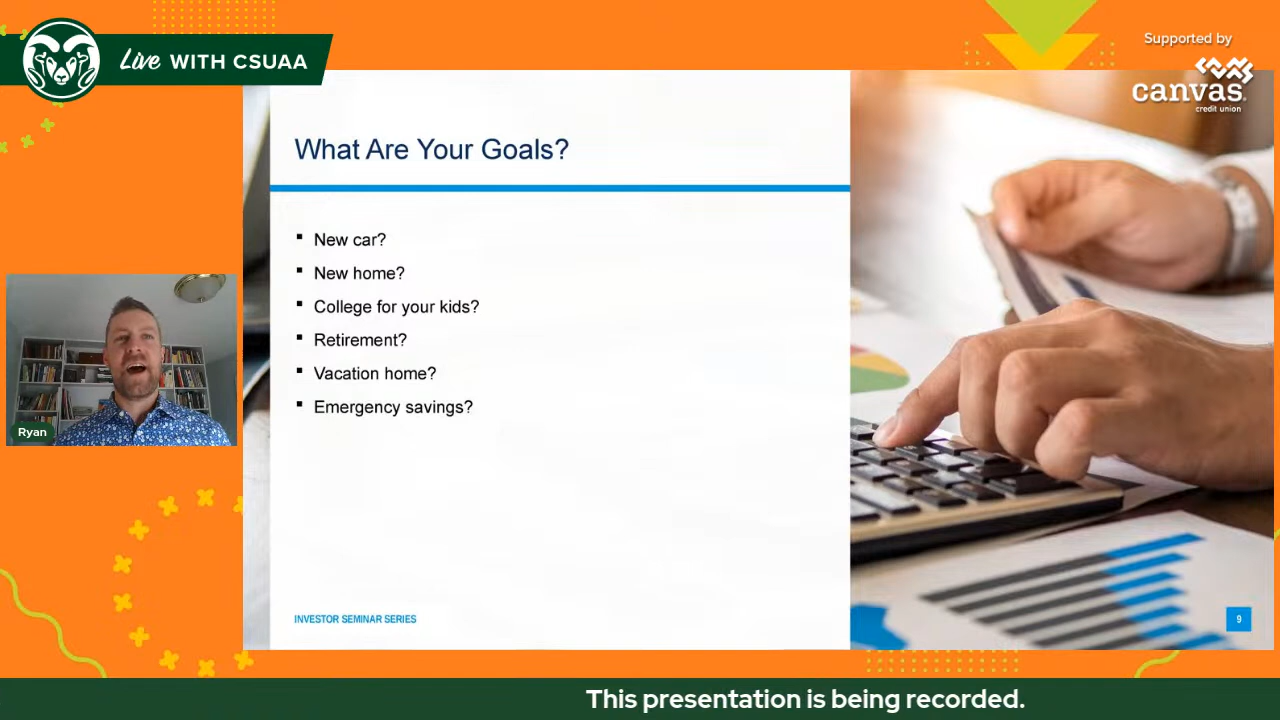 Live WITH CSUAA
Supported by
canvas
credit union
What Are Your Goals?
▪ New car?
▪ New home?
▪ College for your kids?
▪ Retirement?
▪ Vacation home?
▪ Emergency savings?
Ryan
INVESTOR SEMINAR SERIES
9
This presentation is being recorded.